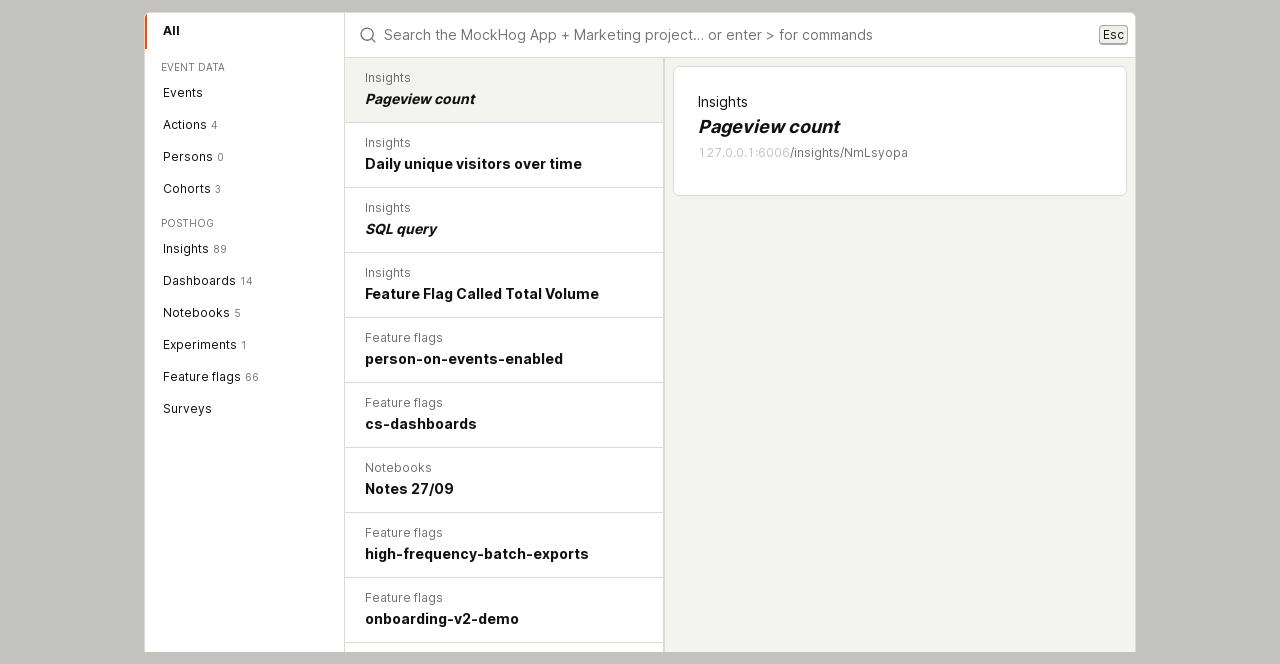 All
EVENT DATA
Events
Actions 4
Persons 0
Cohorts 3
POSTHOG
Insights 89
Dashboards 14
Notebooks 5
Experiments 1
Feature flags 66
Surveys
Search the MockHog App + Marketing project… or enter > for commands
Esc
Insights
Pageview count
Insights
Daily unique visitors over time
Insights
SQL query
Insights
Feature Flag Called Total Volume
Feature flags
person-on-events-enabled
Feature flags
cs-dashboards
Notebooks
Notes 27/09
Feature flags
high-frequency-batch-exports
Feature flags
onboarding-v2-demo
Insights
Pageview count
127.0.0.1:6006/insights/NmLsyopa